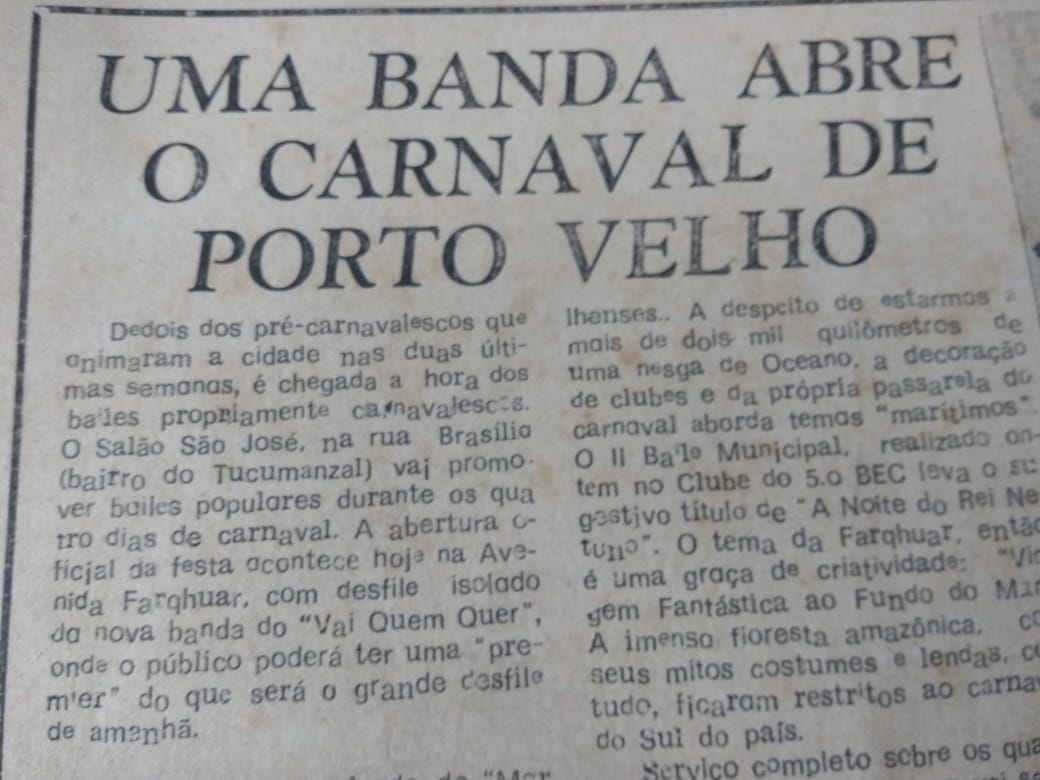 UMA BANDA ABRE
O CARNAVAL DE
PORTO VELHO
Dedois dos pré-carnavalescos que
animaram a cidade nas duas últi-
mas semanas, é chegada a hora dos
bailes propriamente carnavalescos.
O Salão São José, na rua Brasília
(bairro do Tucumanzal) vai promo-
ver bailes populares durante os qua
tro dias de carnaval. A abertura o-
ficial da festa acontece hoje na Ave-
nida Farqhuar, com desfile isolado
da nova banda do "Vai Quem Quer",
onde o público poderá ter uma "pre-
mier" do que será o grande desfile
de amanhã.
lhenses.. A despeito de estarmos a
mais de dois mil quilômetros de
uma nesga de Oceano, a decoração
de clubes e da própria passarela do
carnaval aborda temas "marítimos".
O II Baile Municipal, realizado on-
tem no Clube do 5.o BEC leva o su
gestivo título de "A Noite do Rei Ne
tuno". O tema da Farqhuar, então
é uma graça de criatividade: "Via
gem Fantástica ao Fundo do Mar
A imensa floresta amazônica, co
seus mitos costumes e lendas, co
tudo, ficaram restritos ao carna
do Sul do país.
Serviço completo sobre os qua